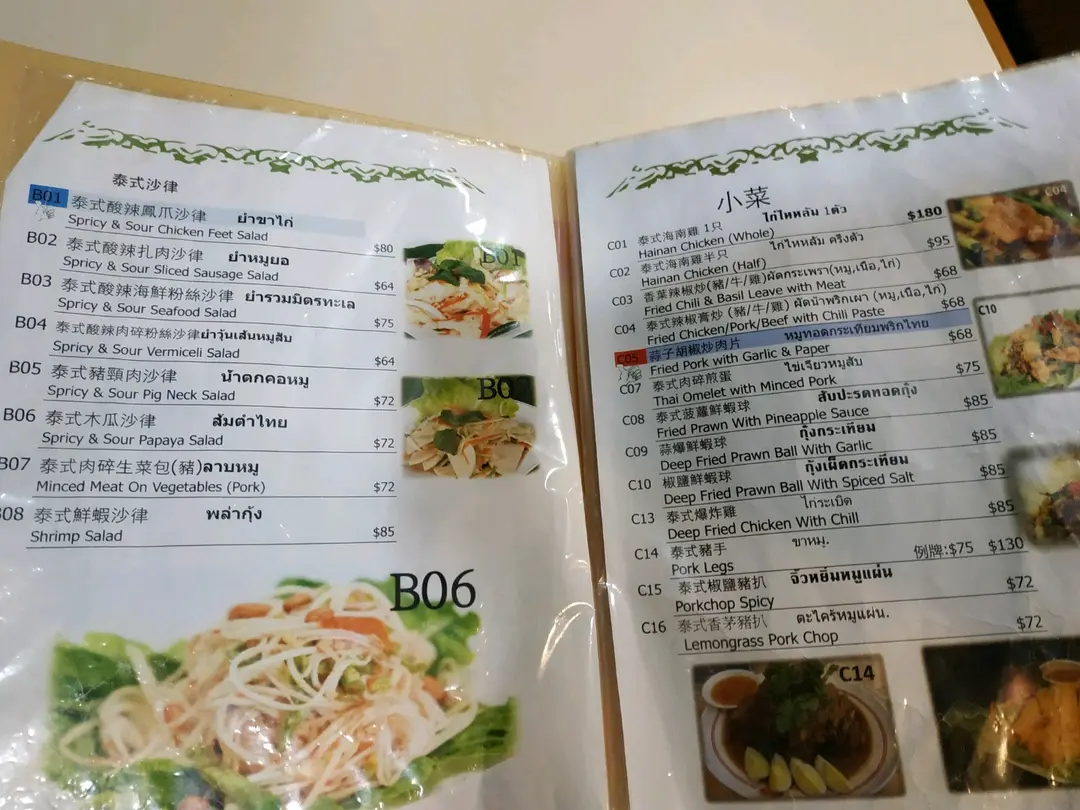 泰式沙律
B01 泰式酸辣鳳爪沙律 ยำขาไก่
Spricy & Sour Chicken Feet Salad $80
B02 泰式酸辣扎肉沙律 ยำหมูยอ
Spricy & Sour Sliced Sausage Salad $64
B03 泰式酸辣海鮮粉絲沙律 ยำรวมมิตรทะเล
Spricy & Sour Seafood Salad $75
B04 泰式酸辣肉碎粉絲沙律 ยำวุ้นเส้นหมูสับ
Spricy & Sour Vermiceli Salad $64
B05 泰式豬頸肉沙律 น้ำตกคอหมู
Spricy & Sour Pig Neck Salad $72
B06 泰式木瓜沙律 ส้มตำไทย
Spricy & Sour Papaya Salad $72
B07 泰式肉碎生菜包(豬) ลาบหมู
Minced Meat On Vegetables (Pork) $72
B08 泰式鮮蝦沙律 พล่ากุ้ง
Shrimp Salad $85
B01
B06
小菜
C01 泰式海南雞 1只 ไก่ไหหลัม 1ตัว $180
Hainan Chicken (Whole)
C02 泰式海南雞半只 ไก่ไหหลัม ครึ่งตัว $95
Hainan Chicken (Half)
C03 香葉辣椒炒(豬/牛/雞) ผัดกระเพรา(หมู,เนื้อ,ไก่) $68
Fried Chili & Basil Leave with Meat
C04 泰式辣椒膏炒 (豬/牛/雞) ผัดน้ำพริกเผา (หมู,เนื้อ,ไก่) $68
Fried Chicken/Pork/Beef with Chili Paste
C05 蒜子胡椒炒肉片 หมูทอดกระเทียมพริกไทย $68
Fried Pork with Garlic & Paper
C07 泰式肉碎煎蛋 ไข่เจียวหมูสับ $75
Thai Omelet with Minced Pork
C08 泰式菠蘿鮮蝦球 สับปะรดทอดกุ้ง $85
Fried Prawn With Pineapple Sauce
C09 蒜爆鮮蝦球 กุ้งกระเทียม $85
Deep Fried Prawn Ball With Garlic
C10 椒鹽鮮蝦球 กุ้งเผ็ดกระเทียม $85
Deep Fried Prawn Ball With Spiced Salt
C13 泰式爆炸雞 ไก่ระเบิด $85
Deep Fried Chicken With Chill
C14 泰式豬手 ขาหมู. 例牌:$75 $130
Pork Legs
C15 泰式椒鹽豬扒 จิ้วหยิ่มหมูแผ่น $72
Porkchop Spicy
C16 泰式香茅豬扒 ตะไคร้หมูแผ่น. $72
Lemongrass Pork Chop
C04
C10
C14